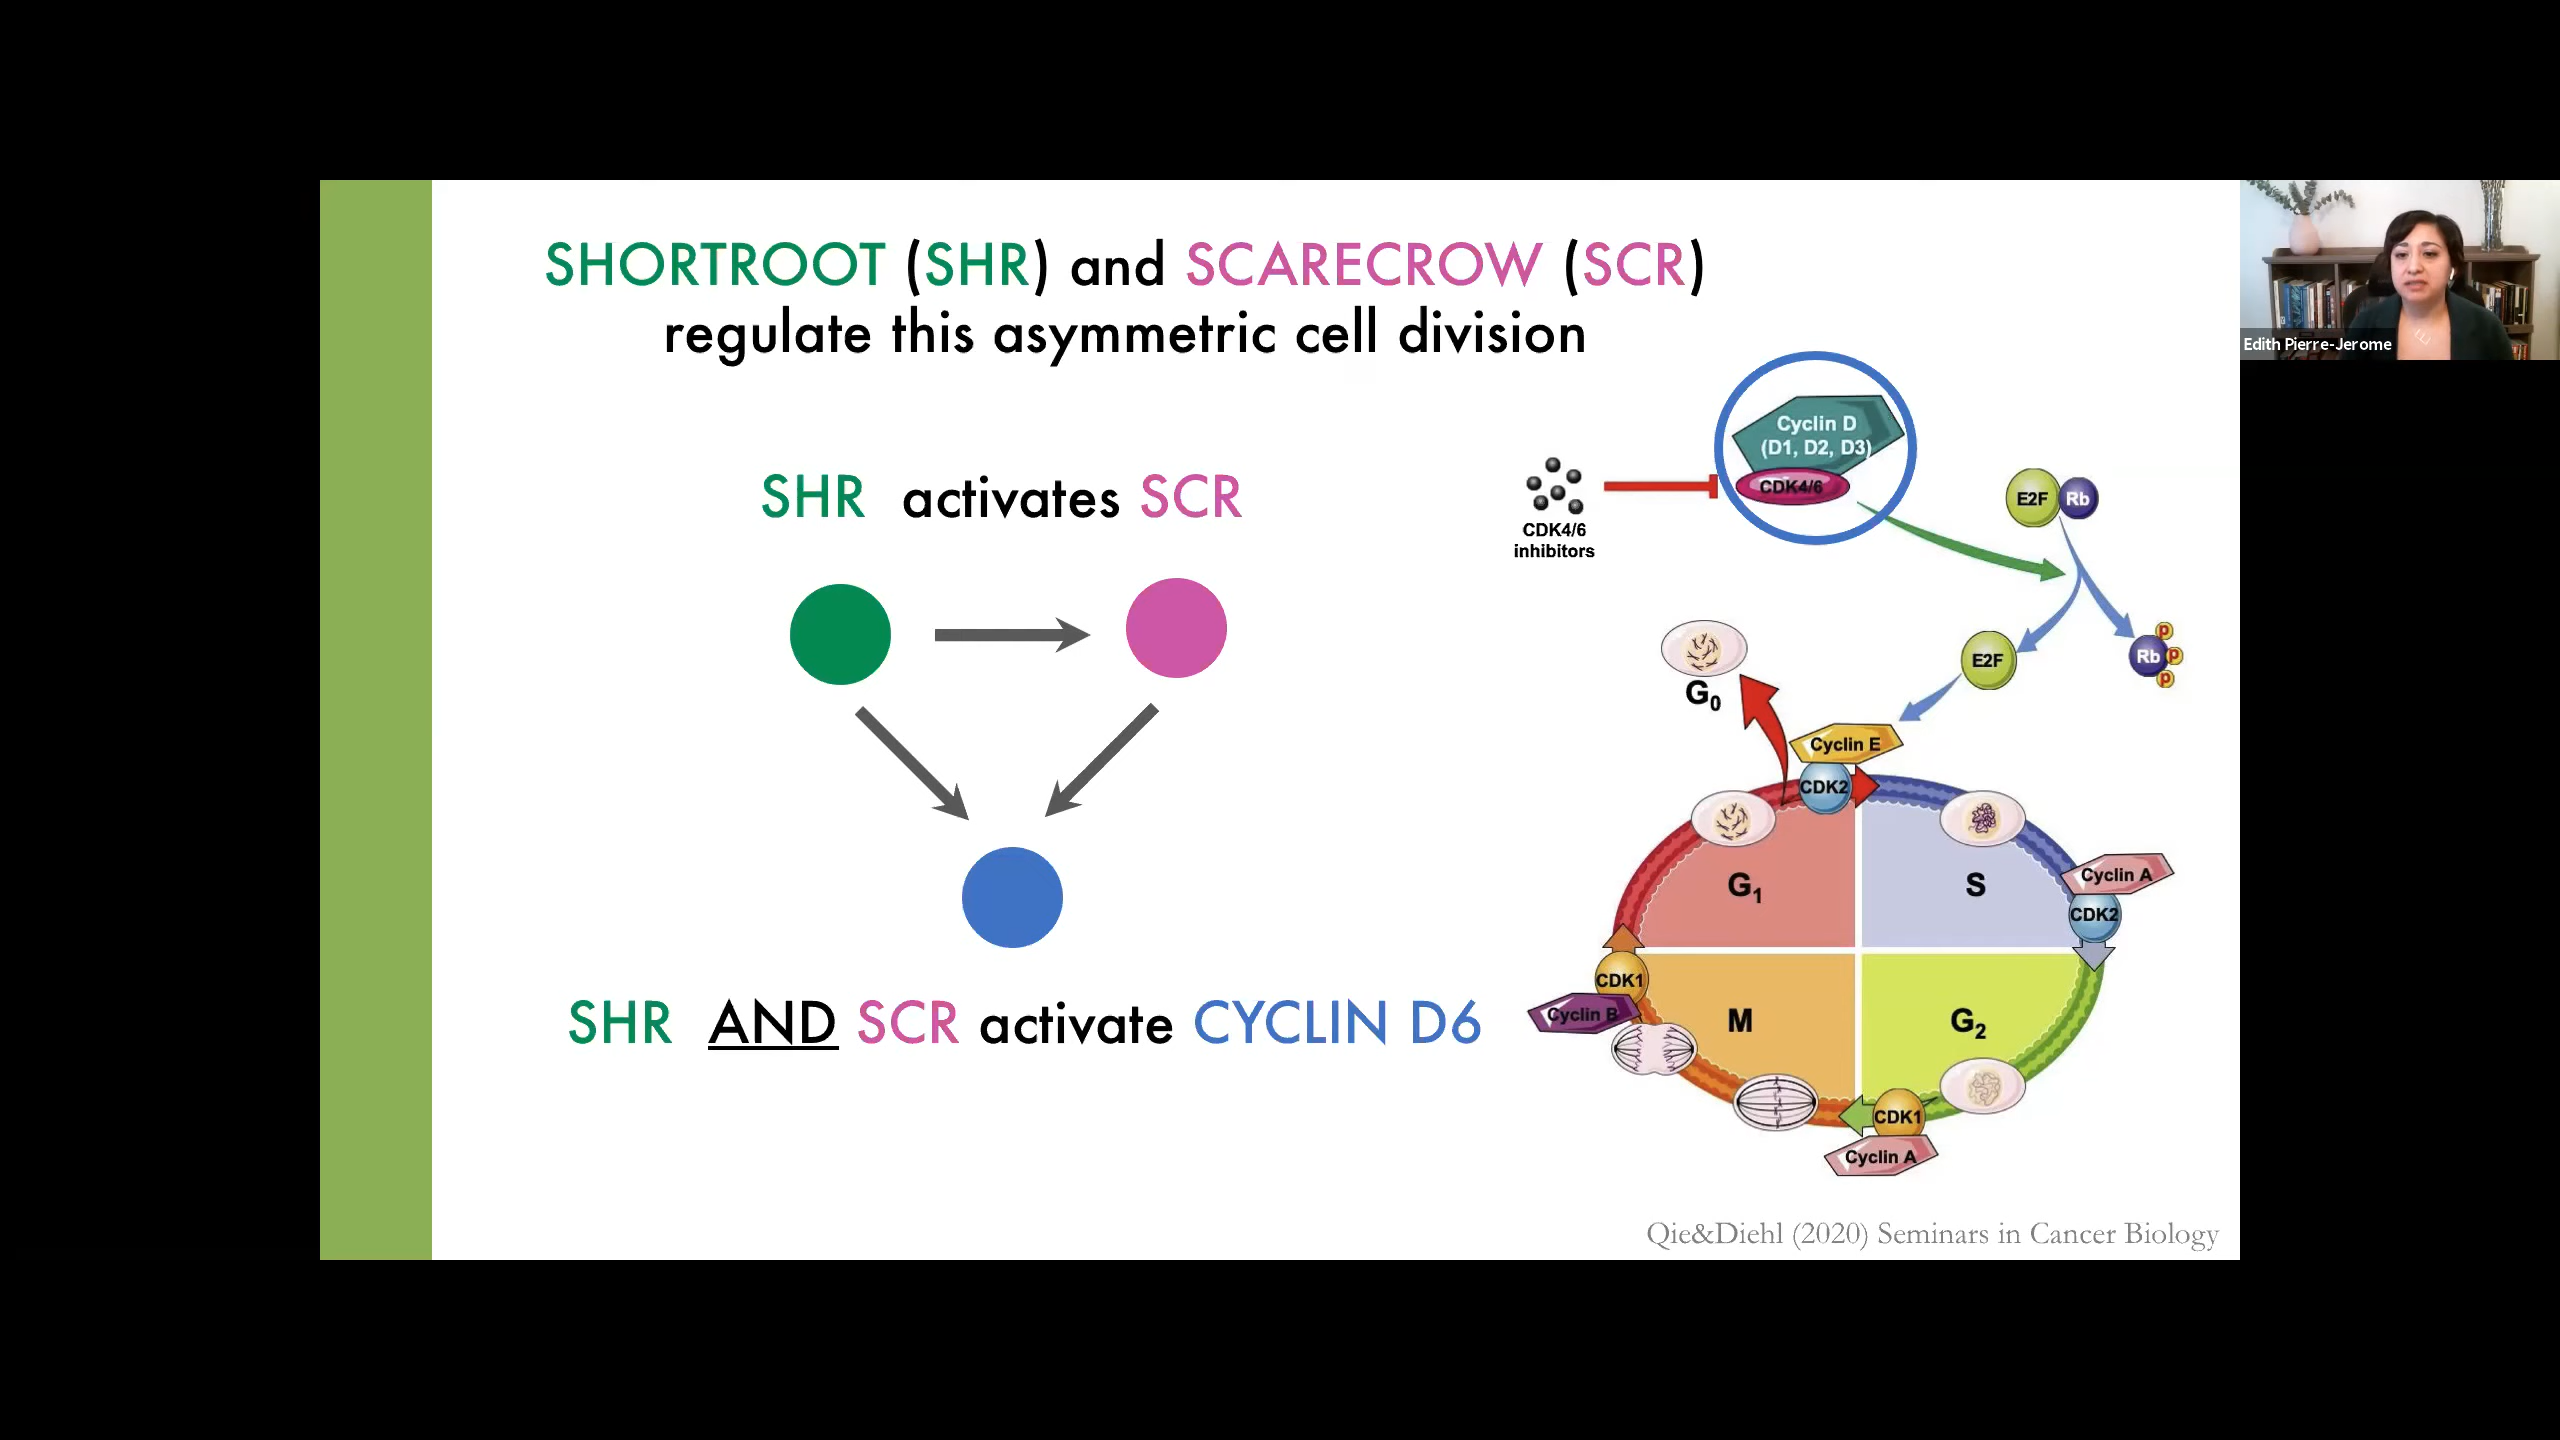 SHORTROOT (SHR) and SCARECROW (SCR)
regulate this asymmetric cell division
Edith Pierre-Jerome
SHR activates SCR
SHR AND SCR activate CYCLIN D6
Cyclin D
(D1, D2, D3)
CDK4/6
CDK4/6
inhibitors
E2F
Rb
E2F
Rb
p
p
p
G0
Cyclin E
CDK2
G1
S
Cyclin A
CDK2
CDK1
Cyclin B
M
G2
CDK1
Cyclin A
Qie&Diehl (2020) Seminars in Cancer Biology